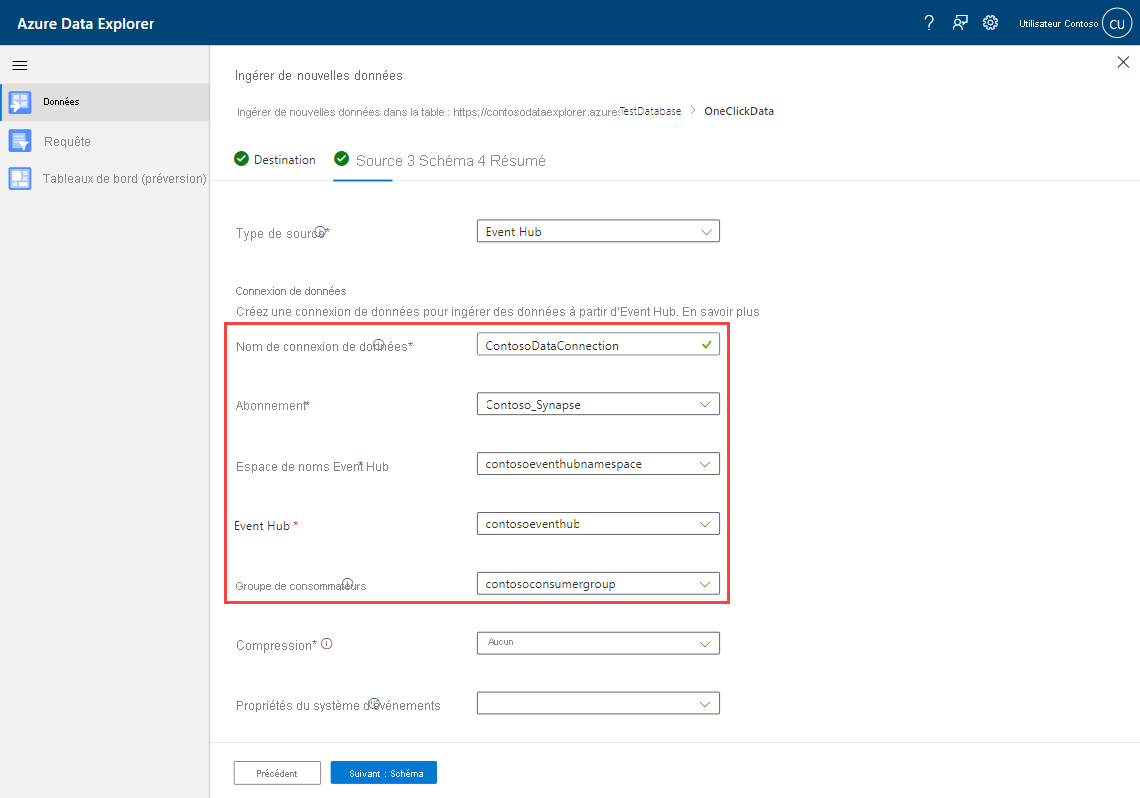 Azure Data Explorer
? Utilisateur Contoso CU
Données
Requête
Tableaux de bord (préversion)
Ingérer de nouvelles données
Ingérer de nouvelles données dans la table : https://contosodataexplorer.azure. TestDatabase > OneClickData
Destination Source 3 Schéma 4 Résumé
Type de source* Event Hub
Connexion de données
Créez une connexion de données pour ingérer des données à partir d'Event Hub. En savoir plus
Nom de connexion de données* ContosoDataConnection
Abonnement* Contoso_Synapse
Espace de noms Event Hub* contosoeventhubnamespace
Event Hub * contosoeventhub
Groupe de consommateurs contosoconsumergroup
Compression* Aucun
Propriétés du système d'événements
Précédent Suivant : Schéma